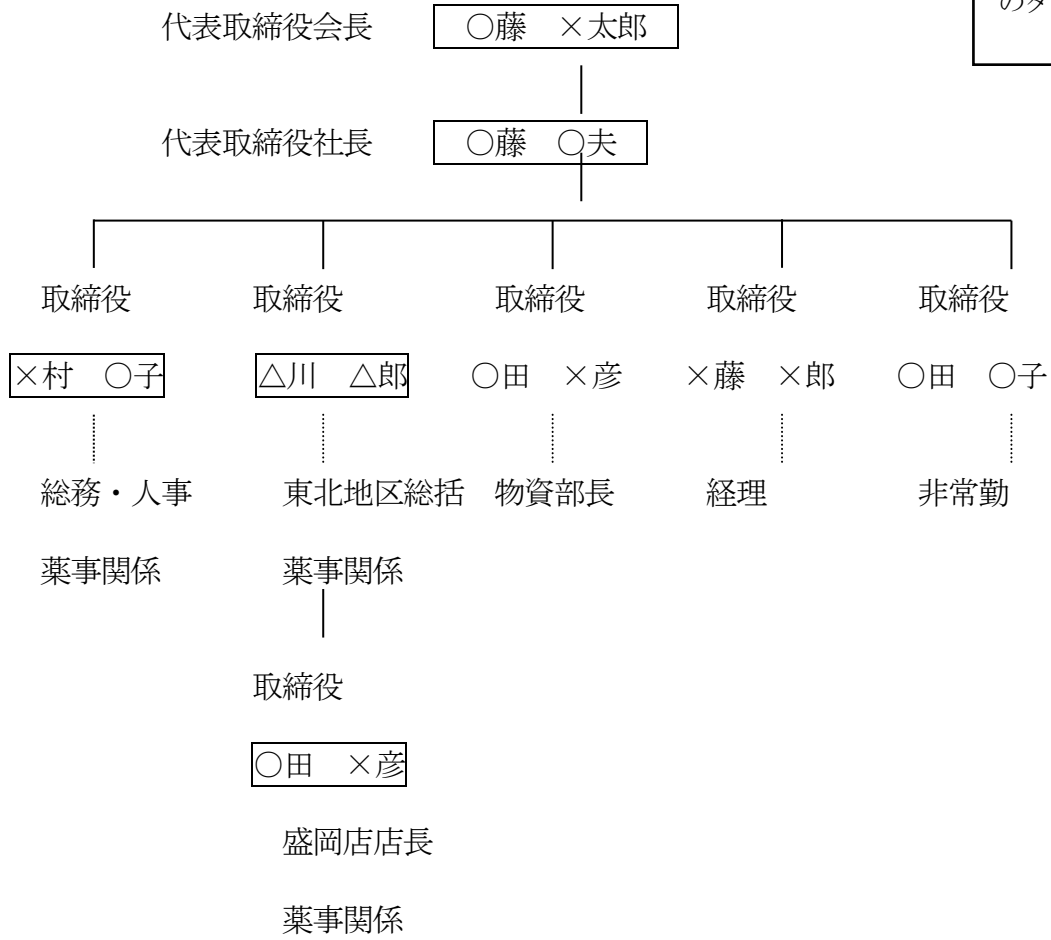 代表取締役会長　○藤　×太郎
代表取締役社長　○藤　○夫
取締役　取締役　取締役　取締役　取締役
×村　○子　△川　△郎　○田　×彦　×藤　×郎　○田　○子
総務・人事　東北地区総括　物資部長　経理　非常勤
薬事関係　薬事関係
取締役
○田　×彦
盛岡店店長
薬事関係